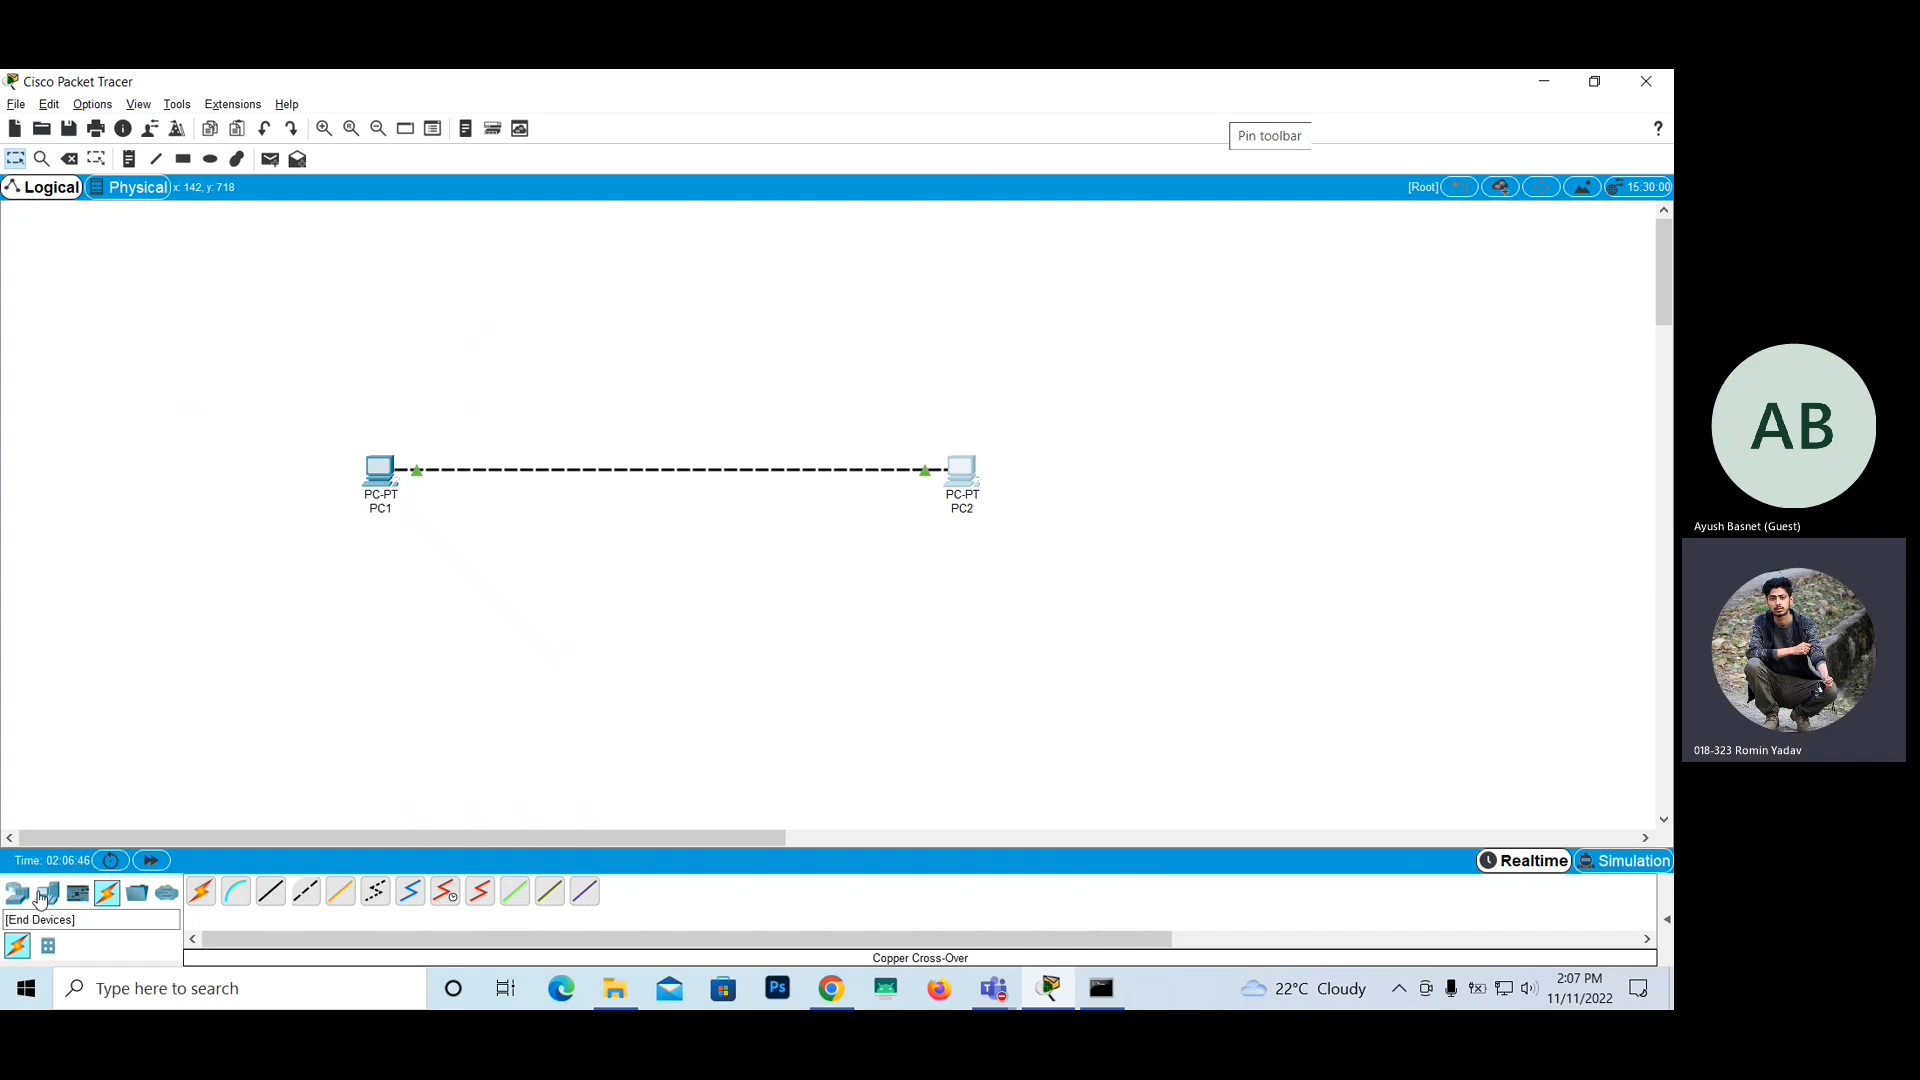 Cisco Packet Tracer
File Edit Options View Tools Extensions Help
Pin toolbar
?
Logical Physical x: 142, y: 718 [Root] 15:30:00
PC-PT
PC1
PC-PT
PC2
AB
Ayush Basnet (Guest)
018-323 Romin Yadav
Time: 02:06:46 Realtime Simulation
[End Devices]
Copper Cross-Over
Type here to search
Ps
22°C Cloudy
2:07 PM
11/11/2022